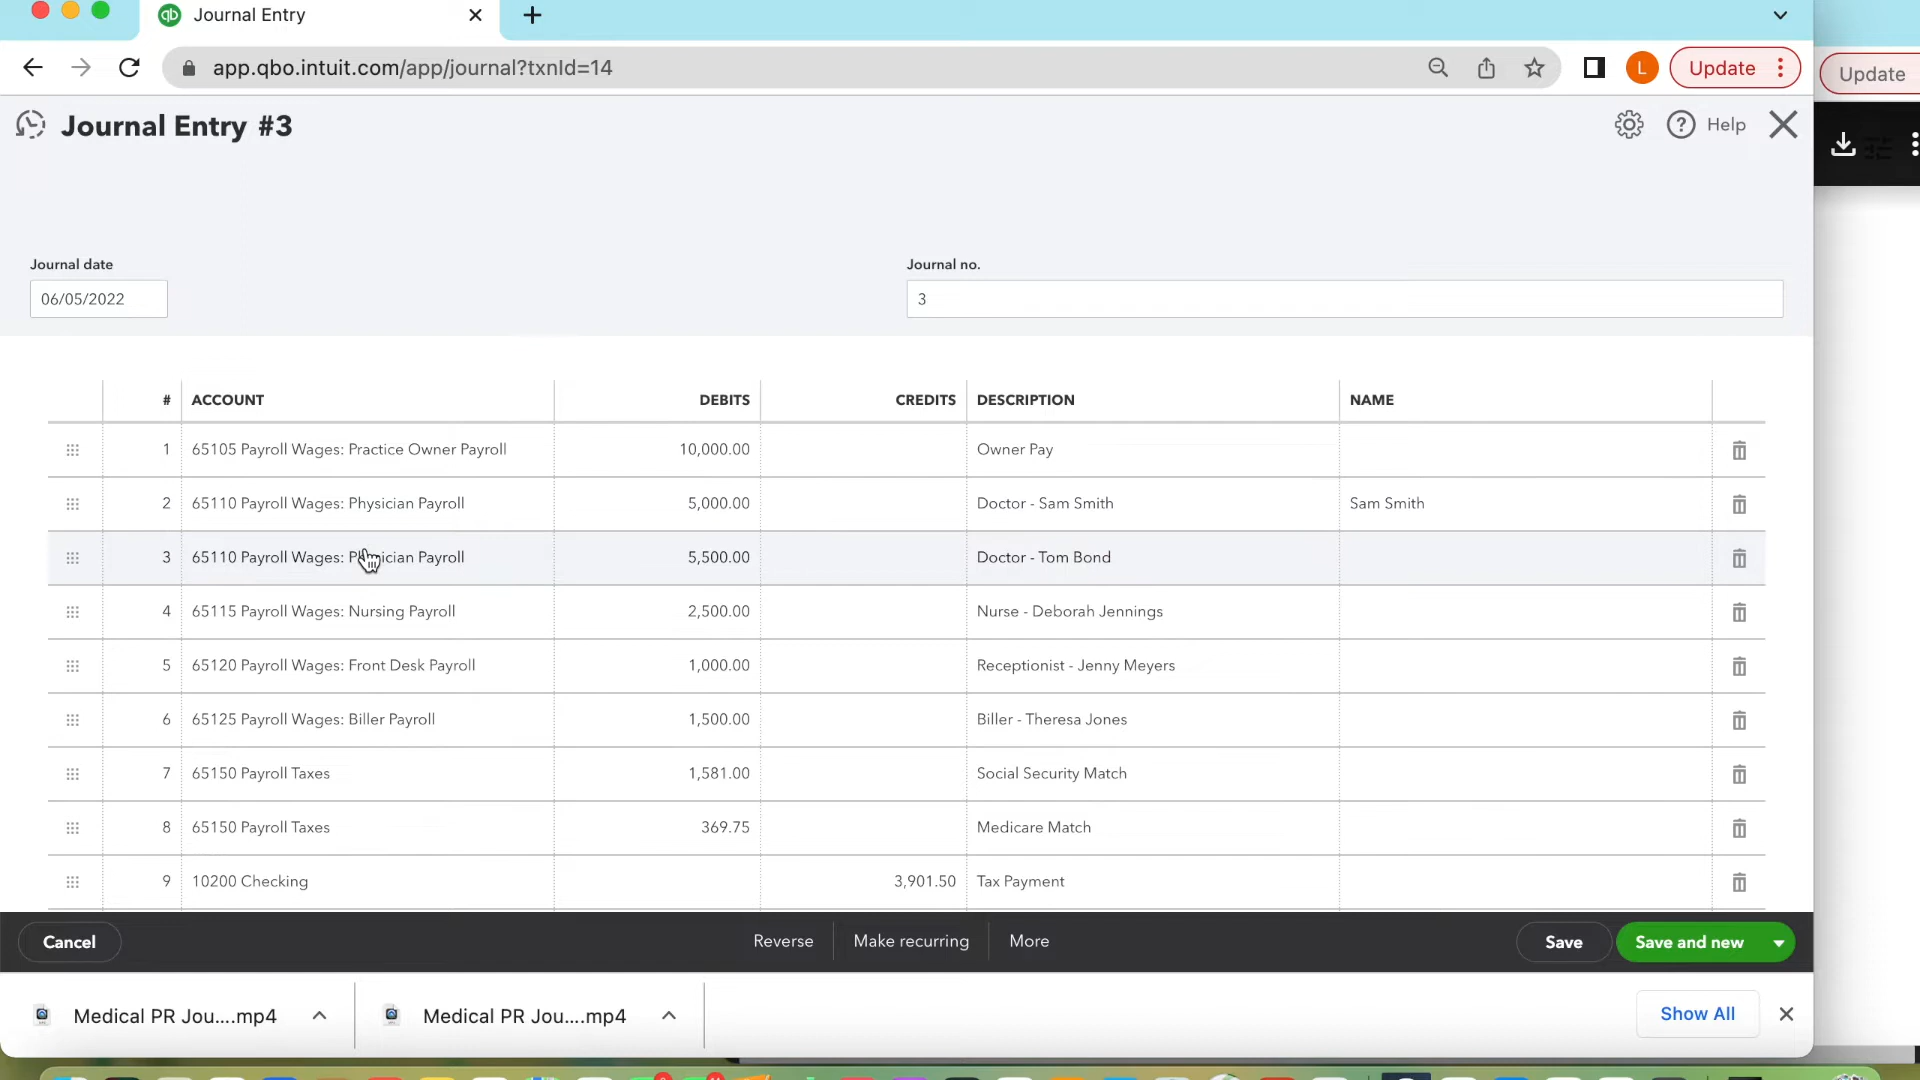 Journal Entry
app.qbo.intuit.com/app/journal?txnId=14
L
Update
Update
Journal Entry #3
Help
Journal date
Journal no.
06/05/2022
3
# ACCOUNT DEBITS CREDITS DESCRIPTION NAME
1 65105 Payroll Wages: Practice Owner Payroll 10,000.00 Owner Pay
2 65110 Payroll Wages: Physician Payroll 5,000.00 Doctor - Sam Smith Sam Smith
3 65110 Payroll Wages: Physician Payroll 5,500.00 Doctor - Tom Bond
4 65115 Payroll Wages: Nursing Payroll 2,500.00 Nurse - Deborah Jennings
5 65120 Payroll Wages: Front Desk Payroll 1,000.00 Receptionist - Jenny Meyers
6 65125 Payroll Wages: Biller Payroll 1,500.00 Biller - Theresa Jones
7 65150 Payroll Taxes 1,581.00 Social Security Match
8 65150 Payroll Taxes 369.75 Medicare Match
9 10200 Checking 3,901.50 Tax Payment
Cancel
Reverse
Make recurring
More
Save
Save and new
Medical PR Jou....mp4
Medical PR Jou....mp4
Show All